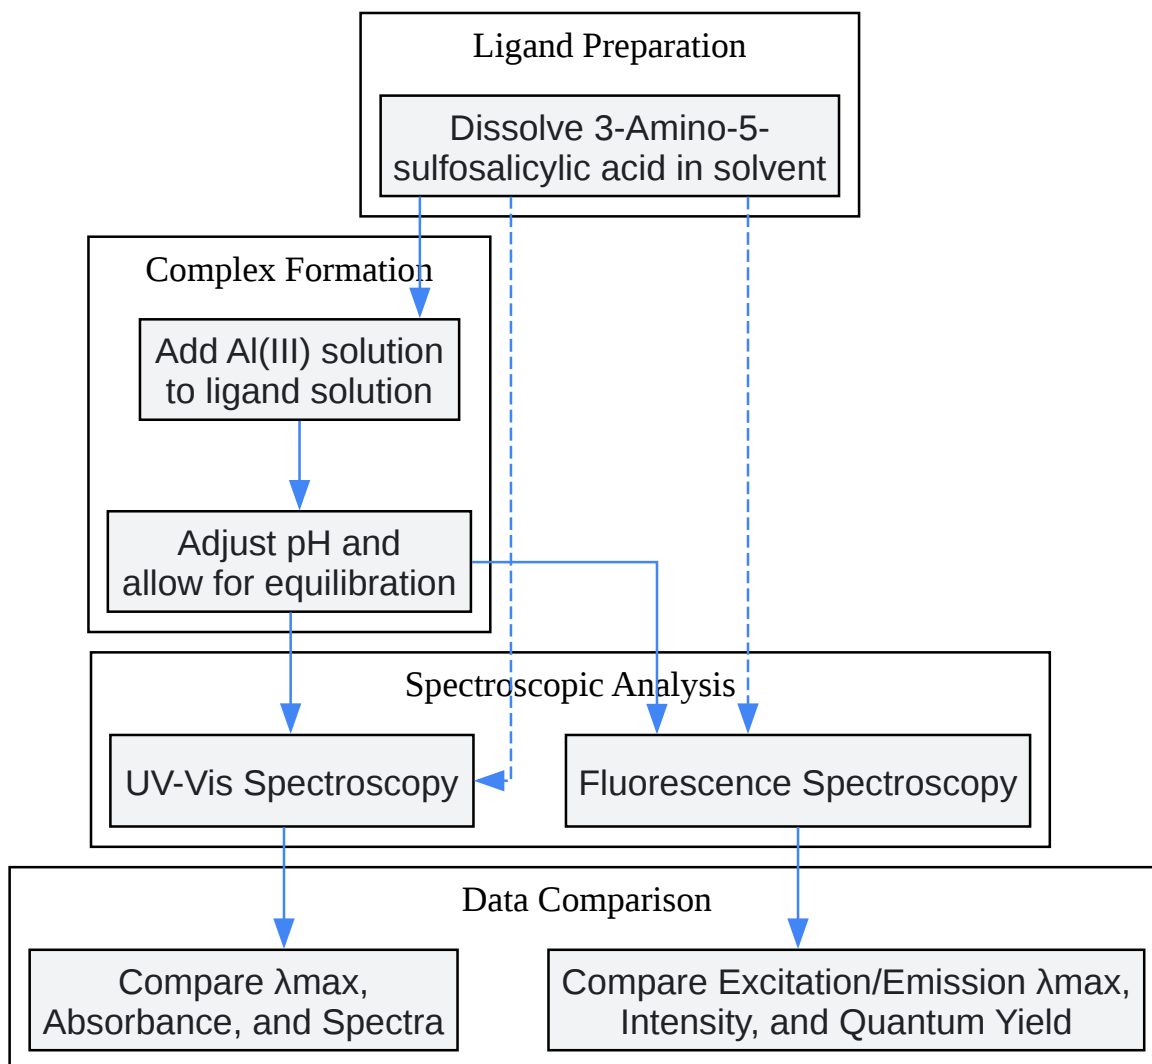 Ligand Preparation
Dissolve 3-Amino-5-
sulfosalicylic acid in solvent
Complex Formation
Add Al(III) solution
to ligand solution
Adjust pH and
allow for equilibration
Spectroscopic Analysis
UV-Vis Spectroscopy
Fluorescence Spectroscopy
Data Comparison
Compare λmax,
Absorbance, and Spectra
Compare Excitation/Emission λmax,
Intensity, and Quantum Yield